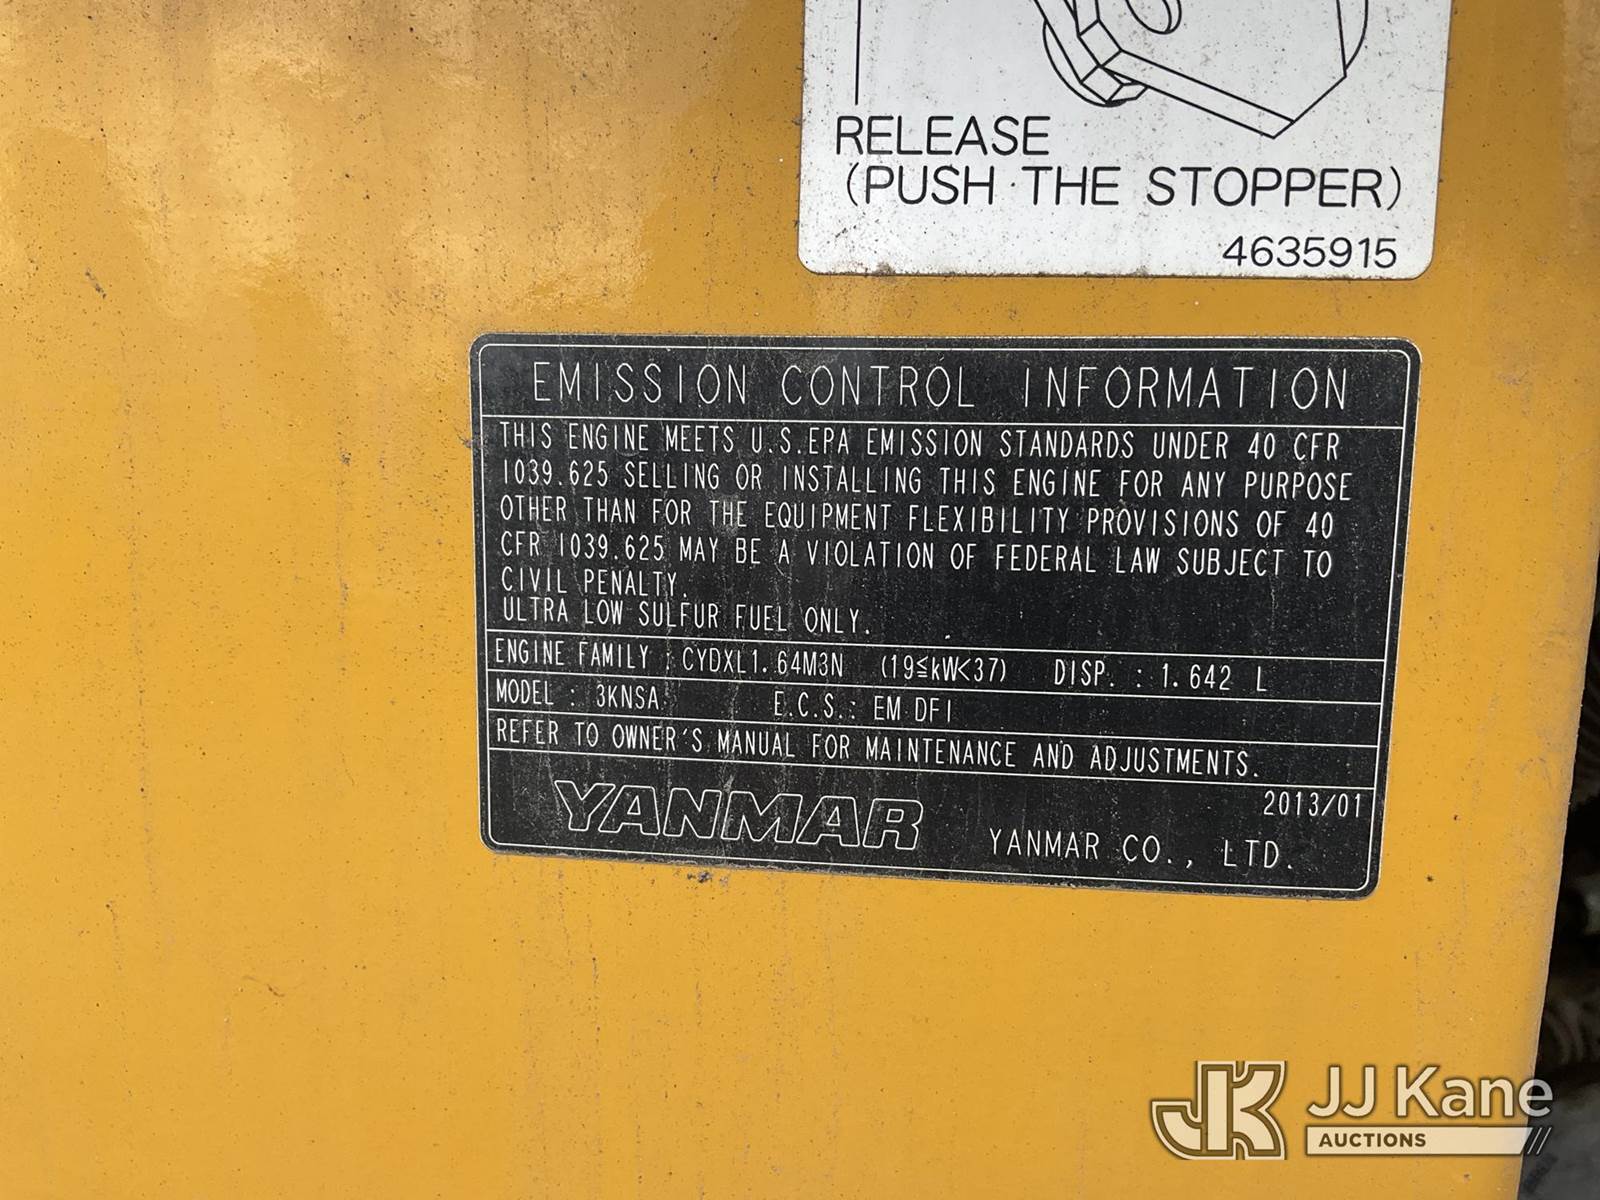 RELEASE
(PUSH THE STOPPER)
4635915
EMISSION CONTROL INFORMATION
THIS ENGINE MEETS U.S.EPA EMISSION STANDARDS UNDER 40 CFR
1039.625 SELLING OR INSTALLING THIS ENGINE FOR ANY PURPOSE
OTHER THAN FOR THE EQUIPMENT FLEXIBILITY PROVISIONS OF 40
CFR 1039.625 MAY BE A VIOLATION OF FEDERAL LAW SUBJECT TO
CIVIL PENALTY.
ULTRA LOW SULFUR FUEL ONLY.
ENGINE FAMILY : CYDXL1.64M3N (19≦kW<37) DISP. : 1.642 L
MODEL : 3KNSA E.C.S.: EM DFI
REFER TO OWNER'S MANUAL FOR MAINTENANCE AND ADJUSTMENTS.
2013/01
YANMAR YANMAR CO., LTD.
JK JJ Kane
AUCTIONS